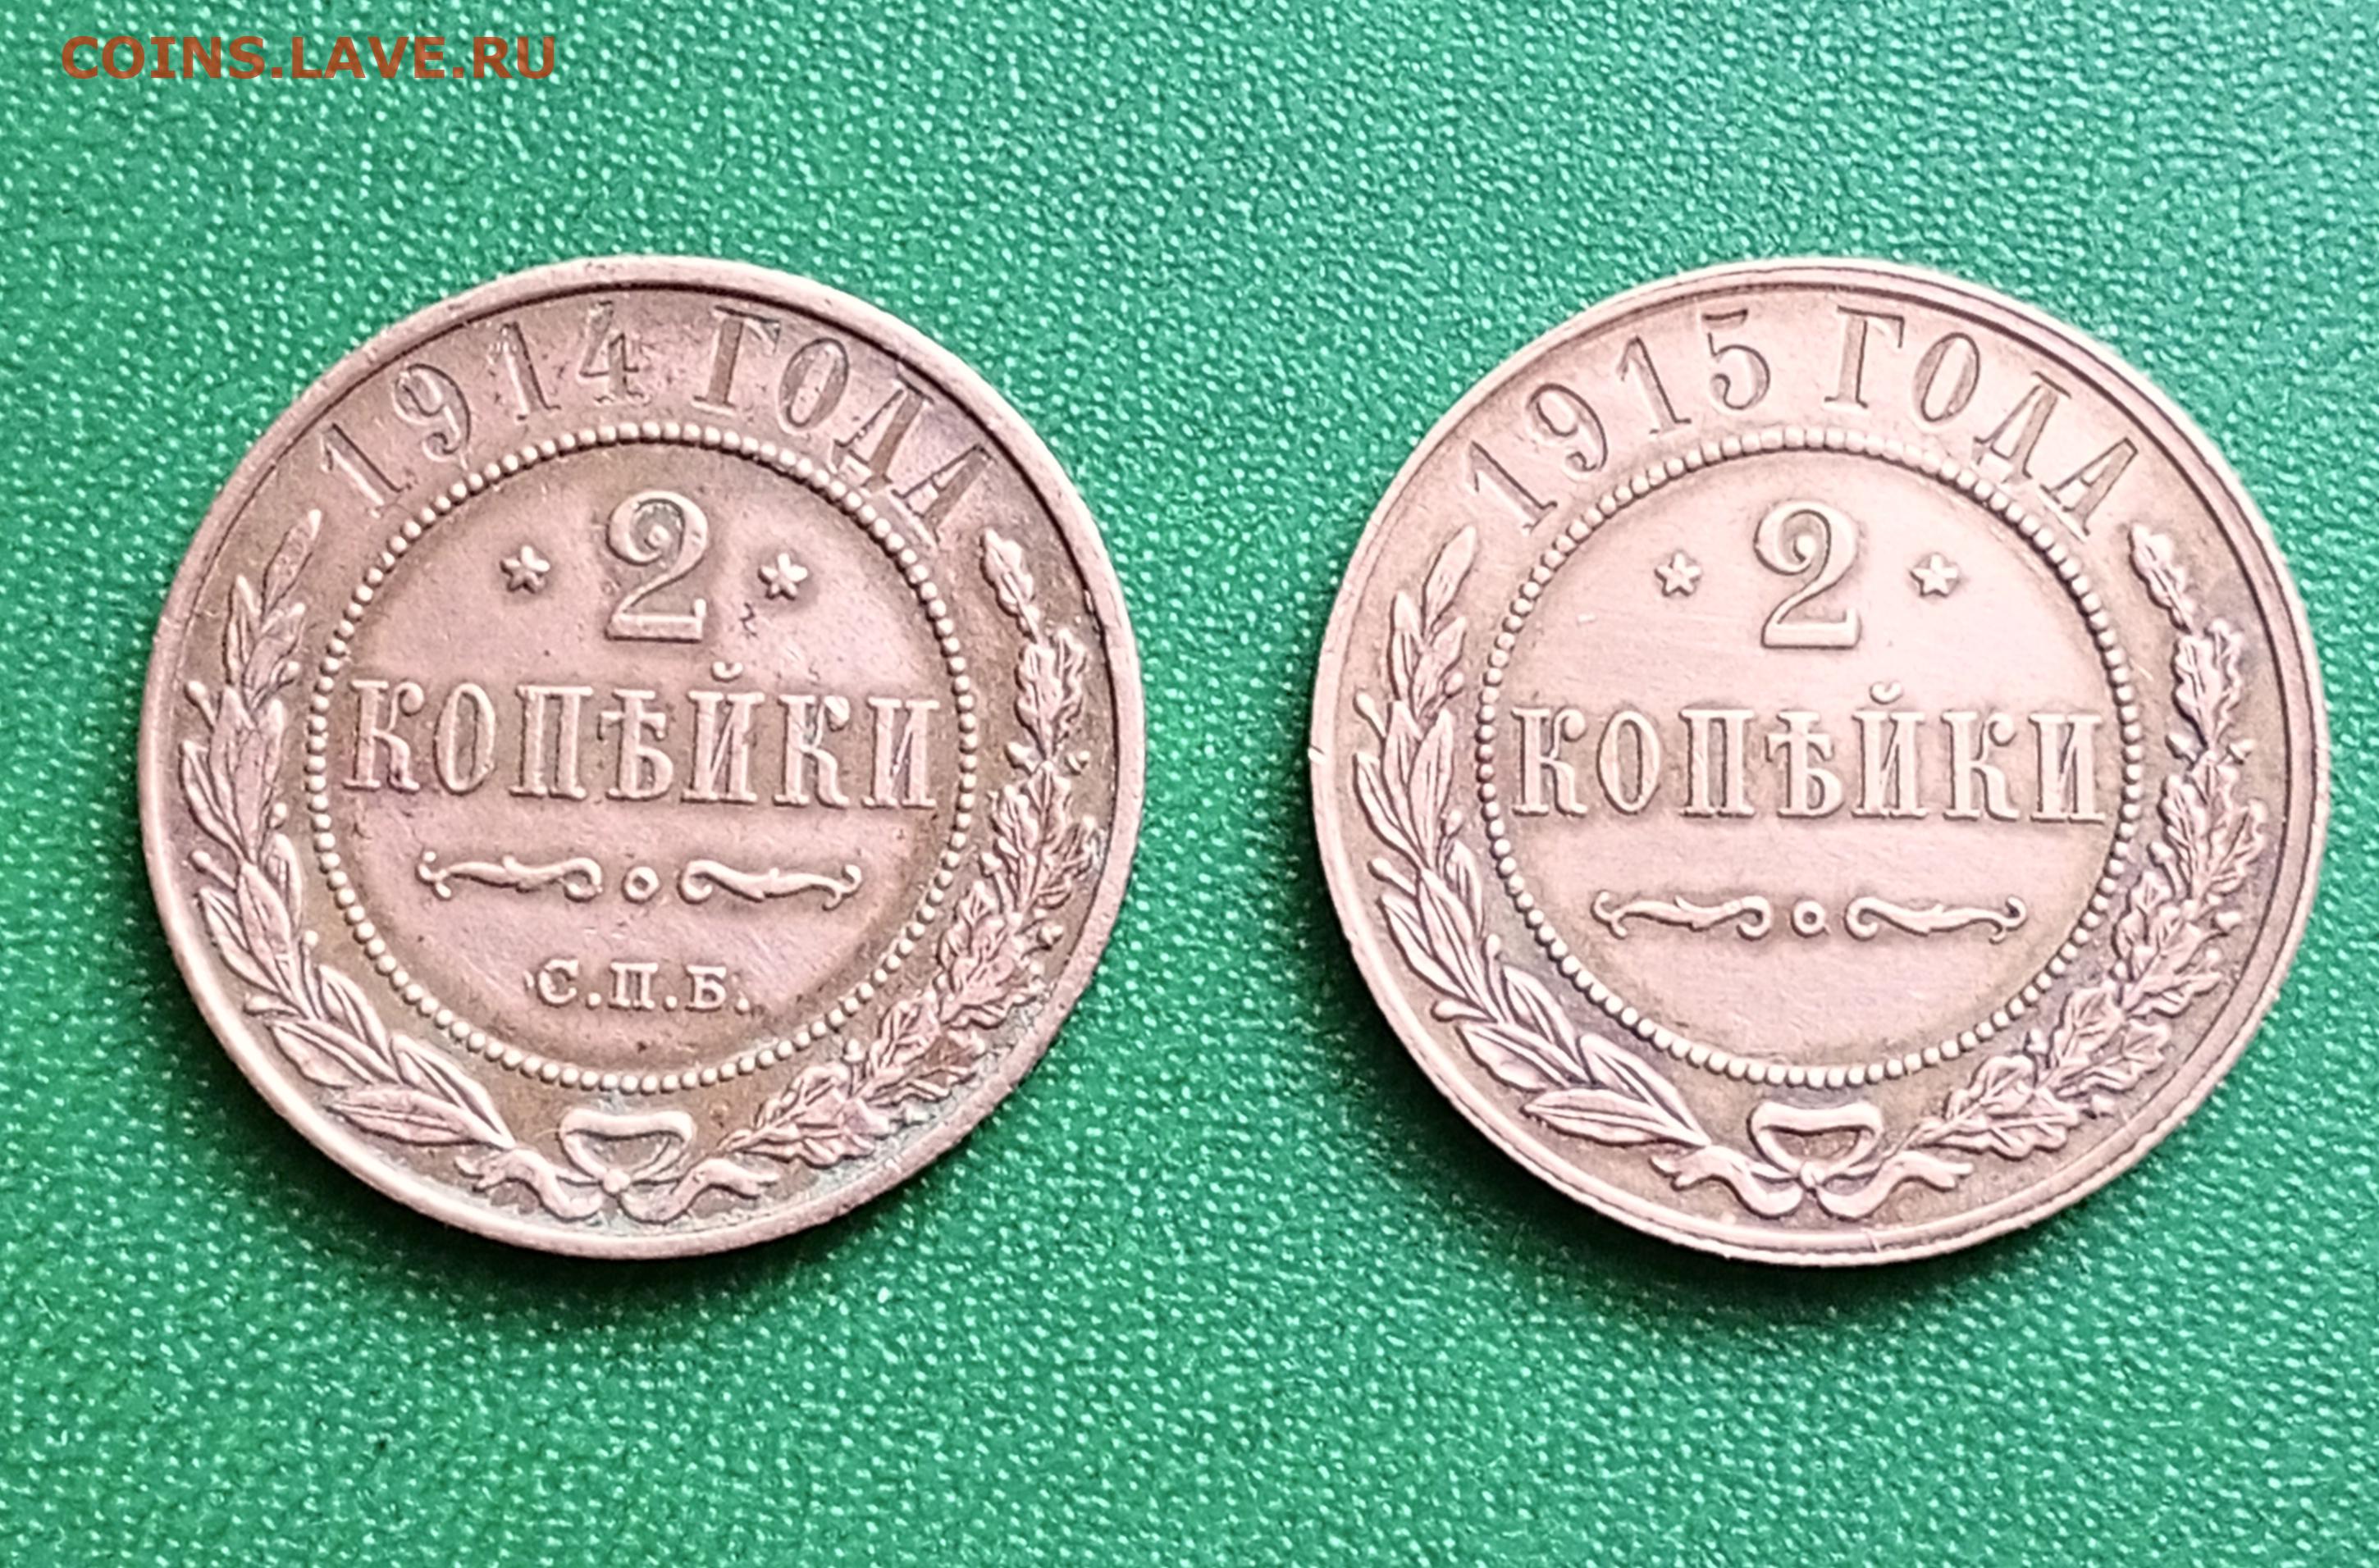 COINS.LAVE.RU
1914 ГОДА
2
КОПѢЙКИ
С.П.Б.
1915 ГОДА
2
КОПѢЙКИ